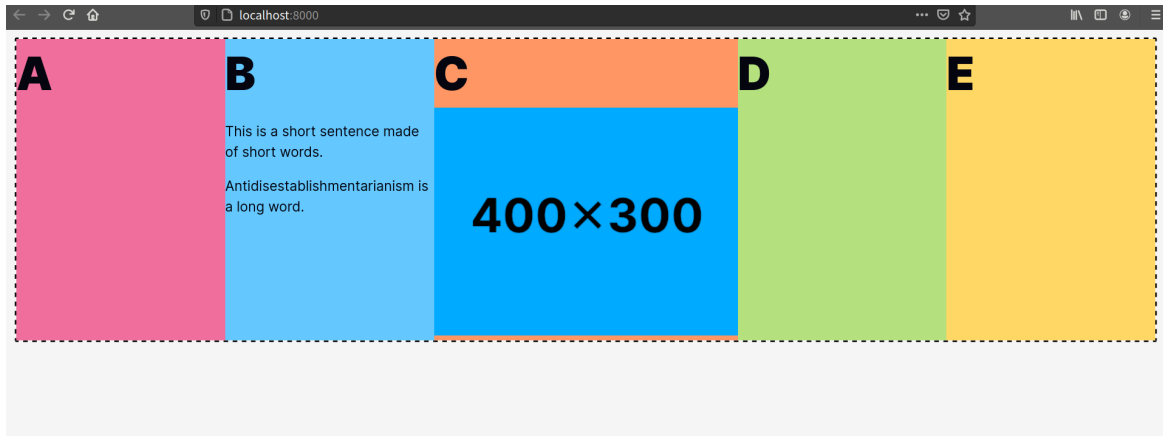 localhost:8000
A
B
C
D
E
This is a short sentence made
of short words.
Antidisestablishmentarianism is
a long word.
400×300